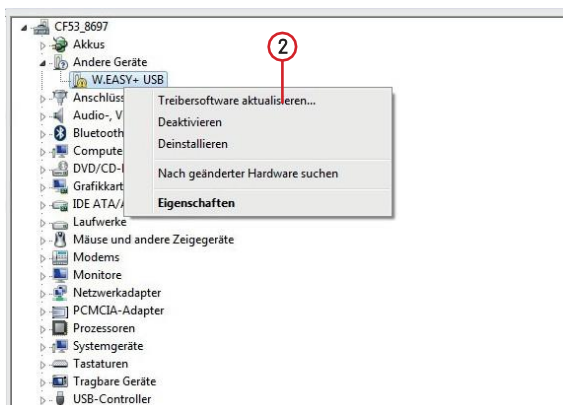 CF53_8697
Akkus
2
Andere Geräte
W.EASY+ USB
Treibersoftware aktualisieren...
Anschlüss
Deaktivieren
Audio-, V
Bluetooth
Deinstallieren
Compute
DVD/CD-
Nach geänderter Hardware suchen
Grafikkart
IDE ATA/
Eigenschaften
Laufwerke
Mäuse und andere Zeigegeräte
Modems
Monitore
Netzwerkadapter
PCMCIA-Adapter
Prozessoren
Systemgeräte
Tastaturen
Tragbare Geräte
USB-Controller